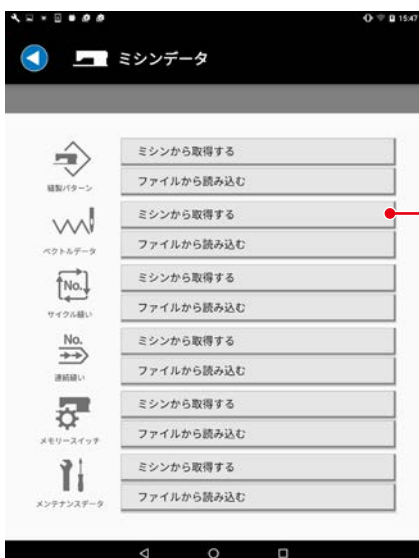 15:47
ミシンデータ
ミシンから取得する
縫製パターン
ファイルから読み込む
ミシンから取得する
ベクトルデータ
ファイルから読み込む
No.
ミシンから取得する
サイクル縫い
ファイルから読み込む
No.
ミシンから取得する
連続縫い
ファイルから読み込む
ミシンから取得する
メモリースイッチ
ファイルから読み込む
ミシンから取得する
メンテナンスデータ
ファイルから読み込む